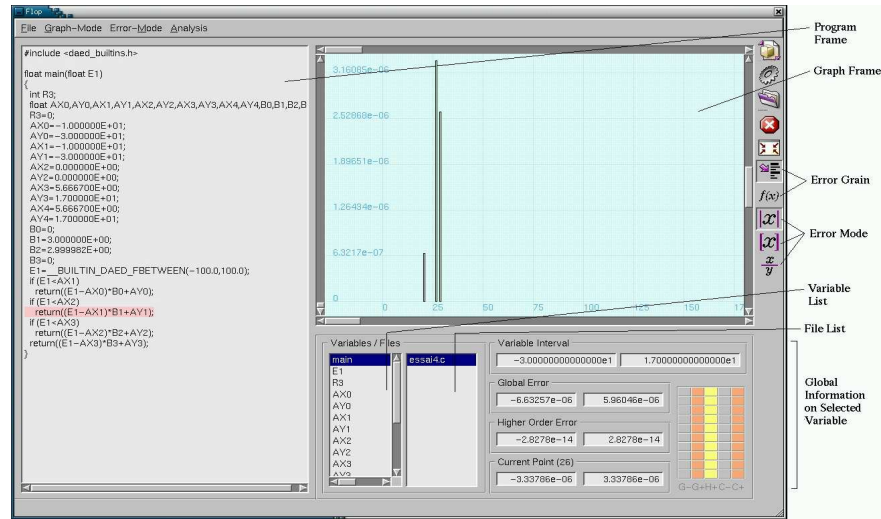 Flop
File Graph-Mode Error-Mode Analysis
#include <daed_builtins.h>
float main(float E1)
{
int R3;
float AX0,AY0,AX1,AY1,AX2,AY2,AX3,AY3,AX4,AY4,B0,B1,B2,B
R3=0;
AX0=-1.000000E+01;
AY0=-3.000000E+01;
AX1=-1.000000E+01;
AY1=-3.000000E+01;
AX2=0.000000E+00;
AY2=0.000000E+00;
AX3=5.666700E+00;
AY3=1.700000E+01;
AX4=5.666700E+00;
AY4=1.700000E+01;
B0=0;
B1=3.000000E+00;
B2=2.999982E+00;
B3=0;
E1=__BUILTIN_DAED_FBETWEEN(-100.0,100.0);
if (E1<AX1)
return((E1-AX0)*B0+AY0);
if (E1<AX2)
return((E1-AX1)*B1+AY1);
if (E1<AX3)
return((E1-AX2)*B2+AY2);
return((E1-AX3)*B3+AY3);
}
3.16085e-06
2.52868e-06
1.89651e-06
1.26434e-06
6.3217e-07
0
0 25 50 75 100 125 150 17
f(x)
|x|
[x]
x
y
Program
Frame
Graph Frame
Error Grain
Error Mode
Variable
List
File List
Global
Information
on Selected
Variable
Variables / Files
main
E1
R3
AX0
AY0
AX1
AY1
AX2
AY2
AX3
AY3
essai4.c
Variable Interval
-3.00000000000000e1 1.70000000000000e1
Global Error
-6.63257e-06 5.96046e-06
Higher Order Error
-2.8278e-14 2.8278e-14
Current Point (26)
-3.33786e-06 3.33786e-06
G-G+H+C-C+